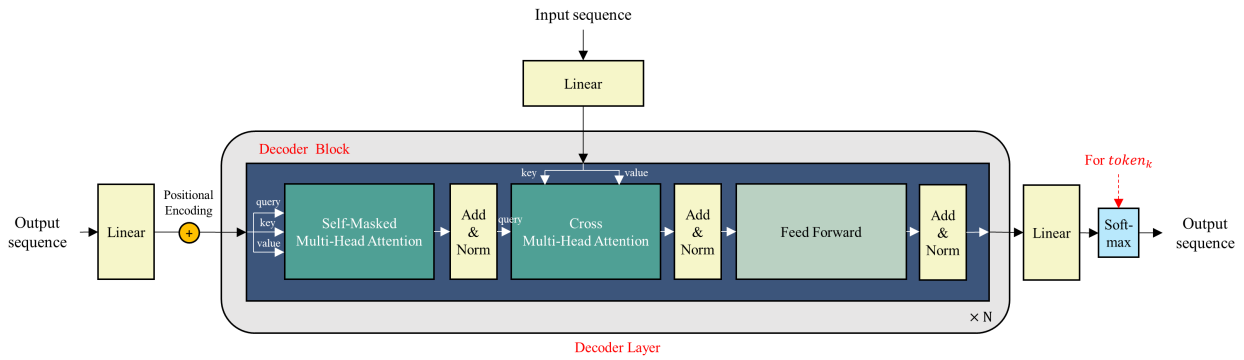 Input sequence
Linear
Decoder Block
key
value
For token_k
Output
sequence
Linear
Positional
Encoding
+
query
key
value
Self-Masked
Multi-Head Attention
Add
&
Norm
query
Cross
Multi-Head Attention
Add
&
Norm
Feed Forward
Add
&
Norm
Linear
Soft-
max
Output
sequence
× N
Decoder Layer